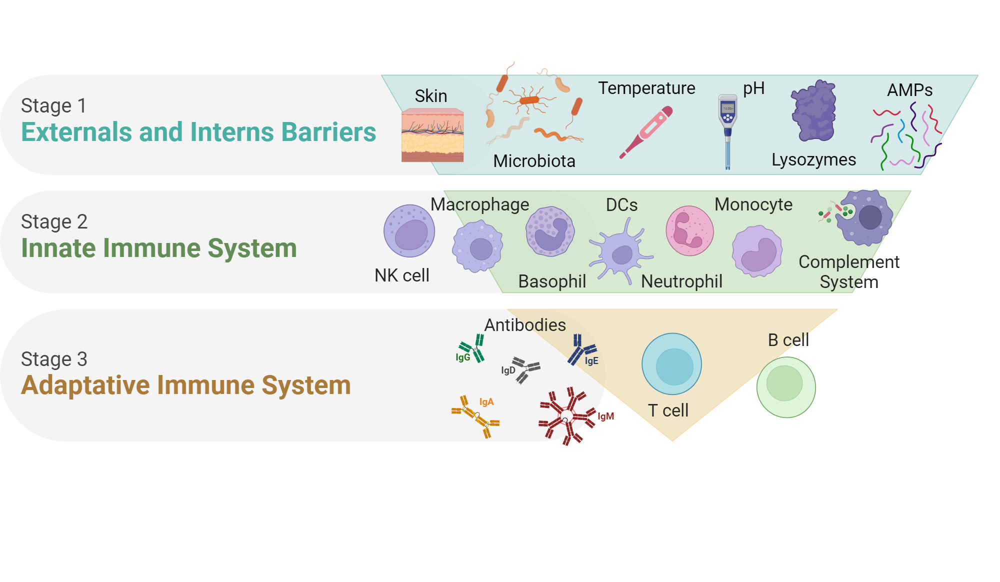 Stage 1
Externals and Interns Barriers
Skin
Microbiota
Temperature
pH
Lysozymes
AMPs
Stage 2
Innate Immune System
NK cell
Macrophage
Basophil
DCs
Neutrophil
Monocyte
Complement
System
Stage 3
Adaptative Immune System
Antibodies
IgG
IgD
IgE
IgA
IgM
T cell
B cell